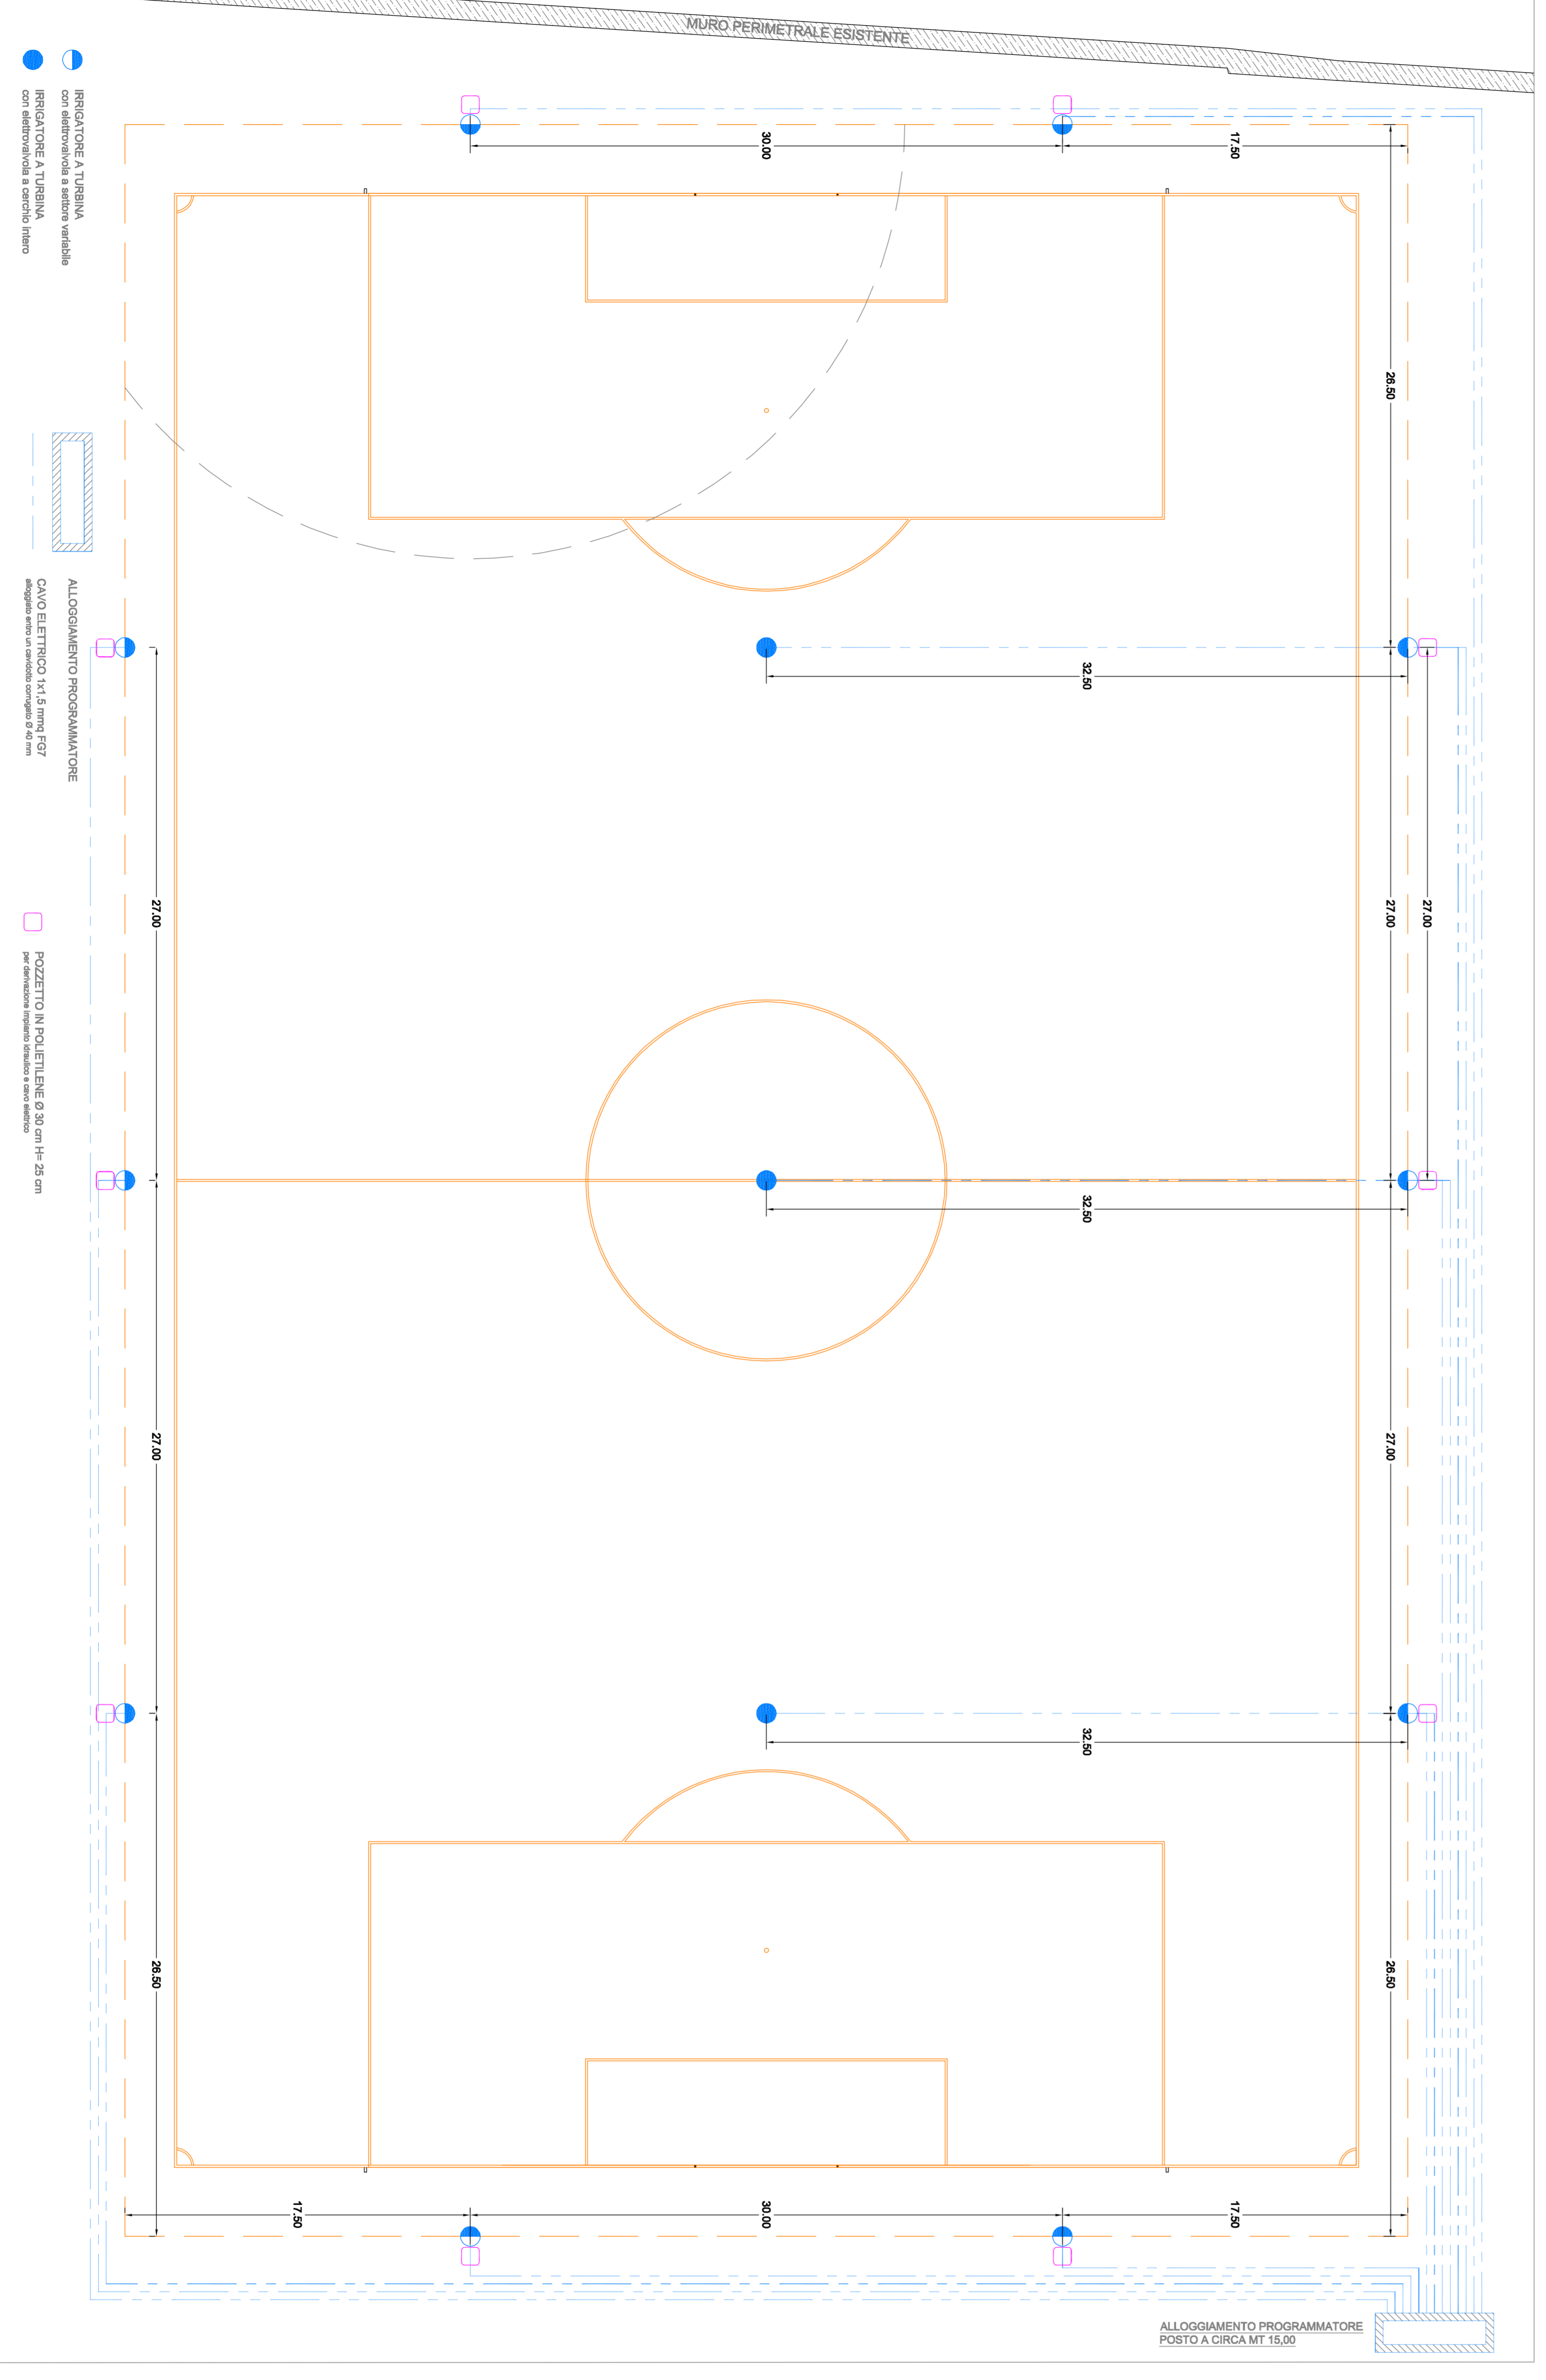 MURO PERIMETRALE ESISTENTE
IRRIGATORE A TURBINA
con elettrovalvola a settore variabile
IRRIGATORE A TURBINA
con elettrovalvola a cerchio intero
30.00
17.50
26.50
32.50
ALLOGGIAMENTO PROGRAMMATORE
CAVO ELETTRICO 1x1,5 mmq FG7
alloggiato entro un cavidotto corrugato Ø 40 mm
27.00
27.00
27.00
POZZETTO IN POLIETILENE Ø 30 cm H= 25 cm
per derivazione impianto idraulico e cavo elettrico
32.50
27.00
27.00
32.50
26.50
26.50
17.50
30.00
17.50
ALLOGGIAMENTO PROGRAMMATORE
POSTO A CIRCA MT 15,00